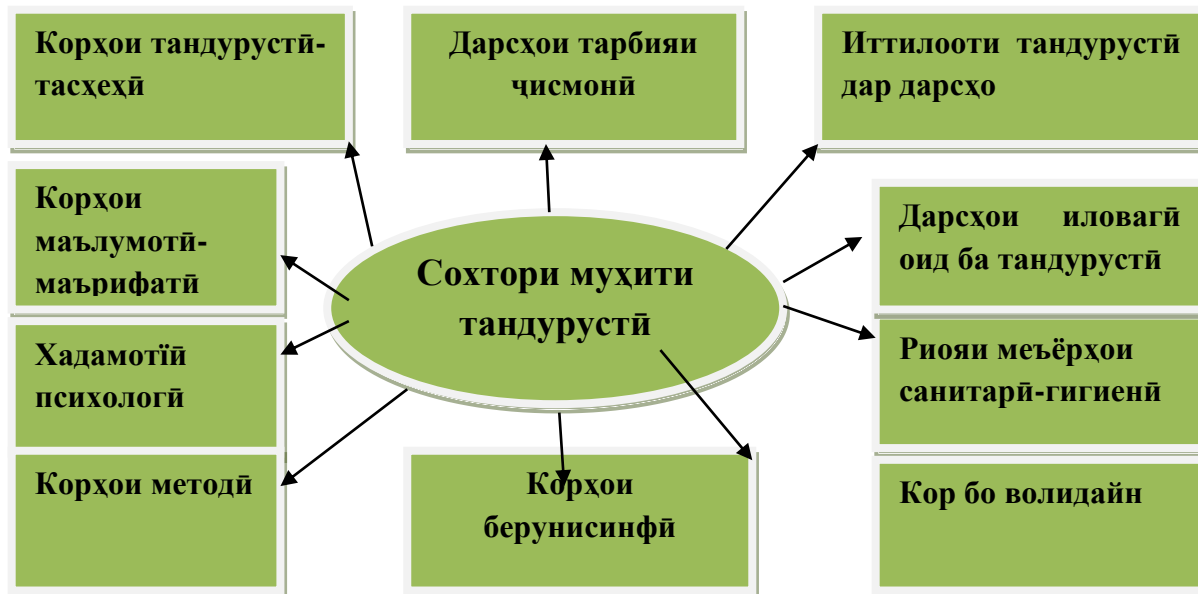 Корҳои тандурустӣ-
тасҳеҳӣ
Дарсҳои тарбияи
ҷисмонӣ
Иттилооти тандурустӣ
дар дарсҳо
Корҳои
маълумотӣ-
маърифатӣ
Сохтори муҳити
тандурустӣ
Дарсҳои иловагӣ
оид ба тандурустӣ
Хадамотїӣ
психологӣ
Риояи меъёрҳои
санитарӣ-гигиенӣ
Корҳои методӣ
Корҳои
берунисинфӣ
Кор бо волидайн